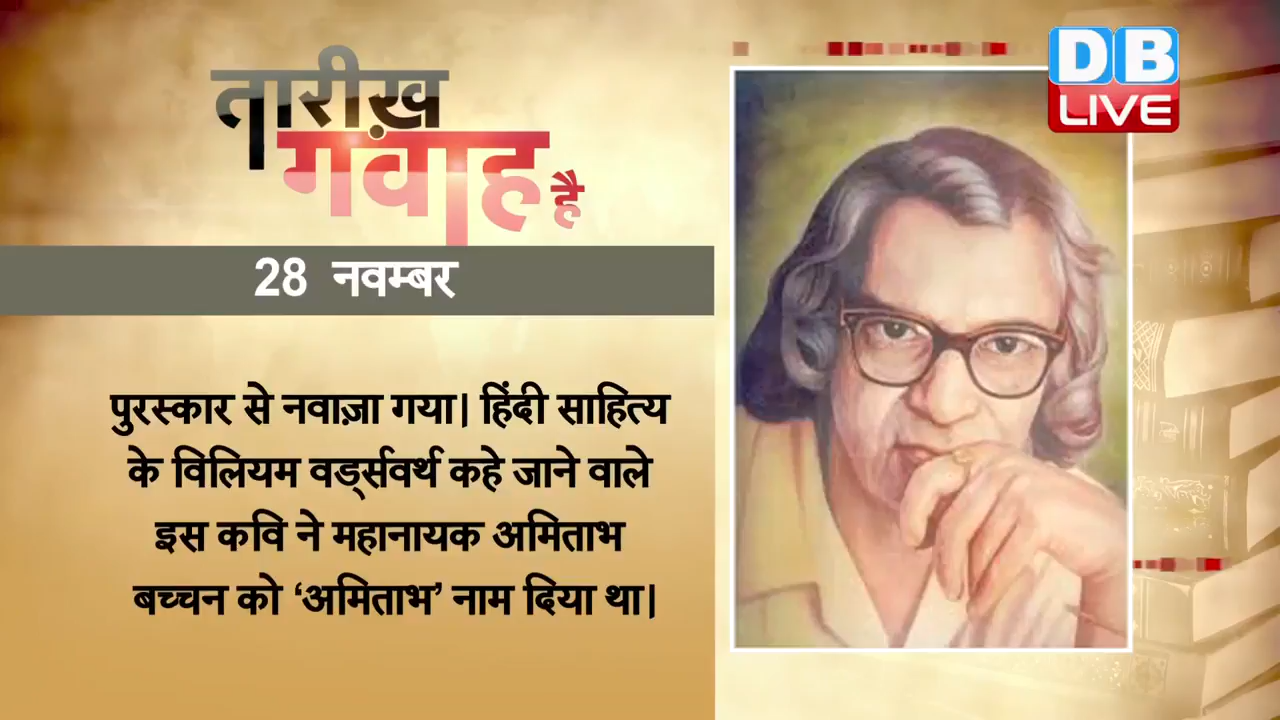 तारीख़
गवाह है
DB
LIVE
28 नवम्बर
पुरस्कार से नवाज़ा गया। हिंदी साहित्य
के विलियम वर्ड्सवर्थ कहे जाने वाले
इस कवि ने महानायक अमिताभ
बच्चन को ‘अमिताभ’ नाम दिया था।